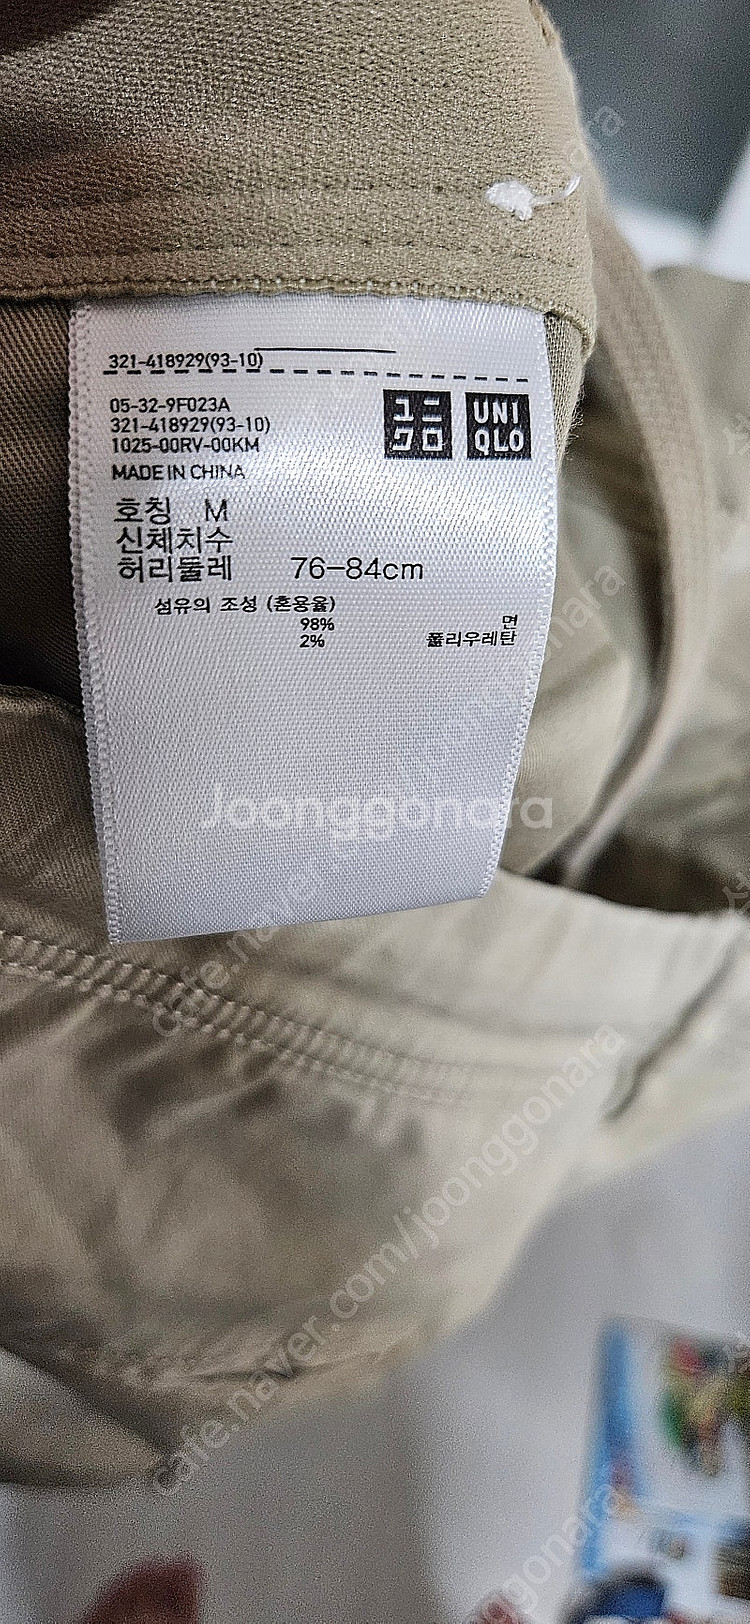 321-418929(93-10)
05-32-9F023A
321-418929(93-10)
1025-00RV-00KM
MADE IN CHINA
ユニ
クロ
UNI
QLO
호칭 M
신체치수
허리둘레 76-84cm
섬유의 조성 (혼용율)
98% 면
2% 폴리우레탄
Joonggonara
cafe.naver.com/joonggonara